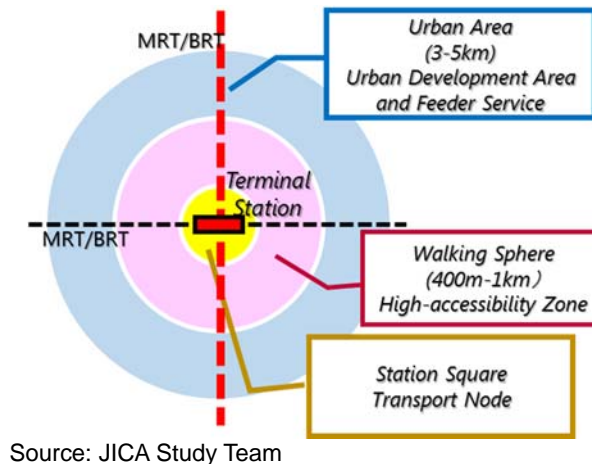 MRT/BRT
Urban Area
(3-5km)
Urban Development Area
and Feeder Service
Terminal
Station
MRT/BRT
Walking Sphere
(400m-1km）
High-accessibility Zone
Station Square
Transport Node
Source: JICA Study Team